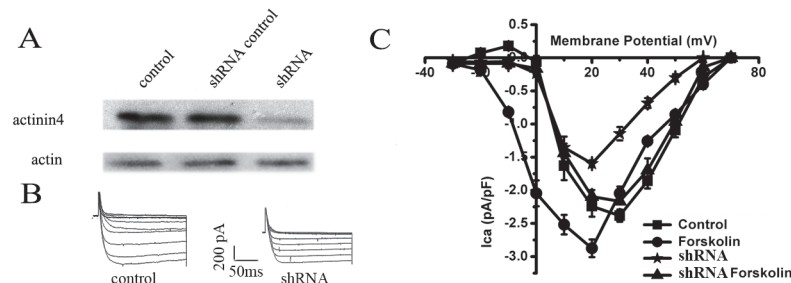 A
control
shRNA control
shRNA
actinin4
actin
B
control
200 pA
50ms
shRNA
C
Membrane Potential (mV)
-40 0 20 40 60 80
0.5
0.0
-0.5
-1.0
-1.5
-2.0
-2.5
-3.0
Ica (pA/pF)
Control
Forskolin
shRNA
shRNA Forskolin